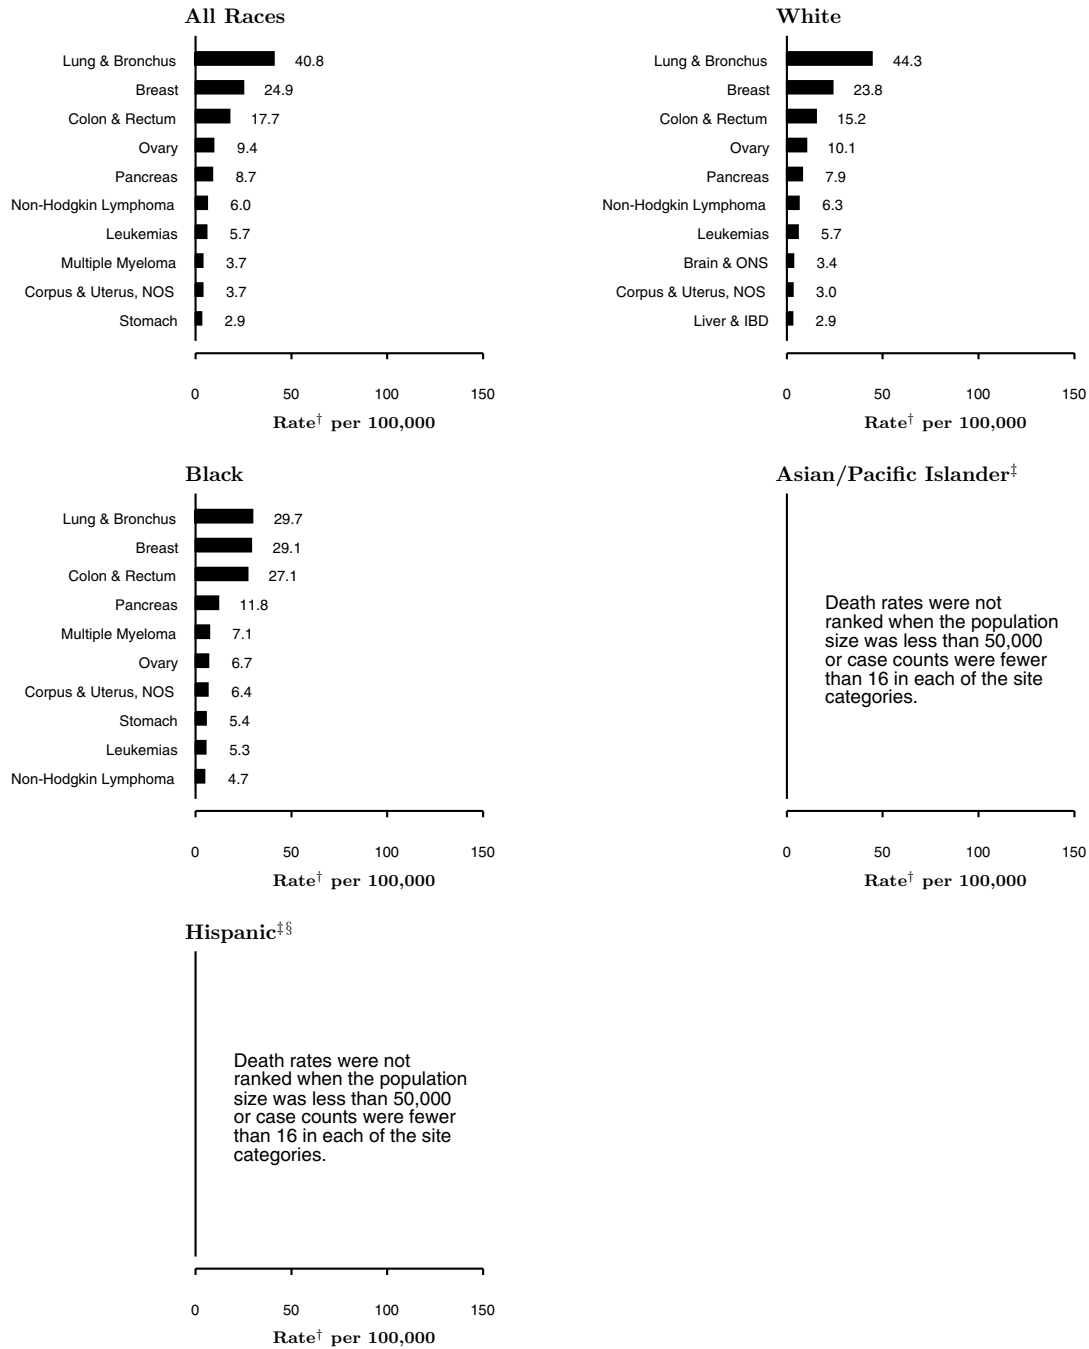 All Races
Lung & Bronchus 40.8
Breast 24.9
Colon & Rectum 17.7
Ovary 9.4
Pancreas 8.7
Non-Hodgkin Lymphoma 6.0
Leukemias 5.7
Multiple Myeloma 3.7
Corpus & Uterus, NOS 3.7
Stomach 2.9
0 50 100 150
Rate† per 100,000
White
Lung & Bronchus 44.3
Breast 23.8
Colon & Rectum 15.2
Ovary 10.1
Pancreas 7.9
Non-Hodgkin Lymphoma 6.3
Leukemias 5.7
Brain & ONS 3.4
Corpus & Uterus, NOS 3.0
Liver & IBD 2.9
0 50 100 150
Rate† per 100,000
Black
Lung & Bronchus 29.7
Breast 29.1
Colon & Rectum 27.1
Pancreas 11.8
Multiple Myeloma 7.1
Ovary 6.7
Corpus & Uterus, NOS 6.4
Stomach 5.4
Leukemias 5.3
Non-Hodgkin Lymphoma 4.7
0 50 100 150
Rate† per 100,000
Asian/Pacific Islander‡
Death rates were not
ranked when the population
size was less than 50,000
or case counts were fewer
than 16 in each of the site
categories.
0 50 100 150
Rate† per 100,000
Hispanic‡§
Death rates were not
ranked when the population
size was less than 50,000
or case counts were fewer
than 16 in each of the site
categories.
0 50 100 150
Rate† per 100,000